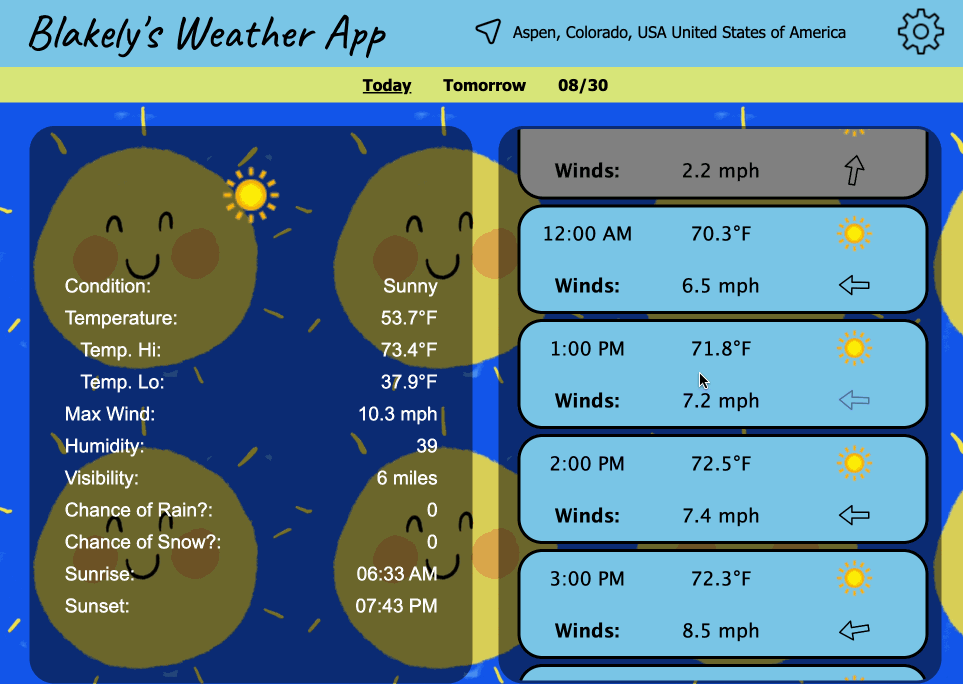 Blakely's Weather App
Aspen, Colorado, USA United States of America
Today Tomorrow 08/30
Condition: Sunny
Temperature: 53.7°F
Temp. Hi: 73.4°F
Temp. Lo: 37.9°F
Max Wind: 10.3 mph
Humidity: 39
Visibility: 6 miles
Chance of Rain?: 0
Chance of Snow?: 0
Sunrise: 06:33 AM
Sunset: 07:43 PM
Winds: 2.2 mph
12:00 AM 70.3°F
Winds: 6.5 mph
1:00 PM 71.8°F
Winds: 7.2 mph
2:00 PM 72.5°F
Winds: 7.4 mph
3:00 PM 72.3°F
Winds: 8.5 mph